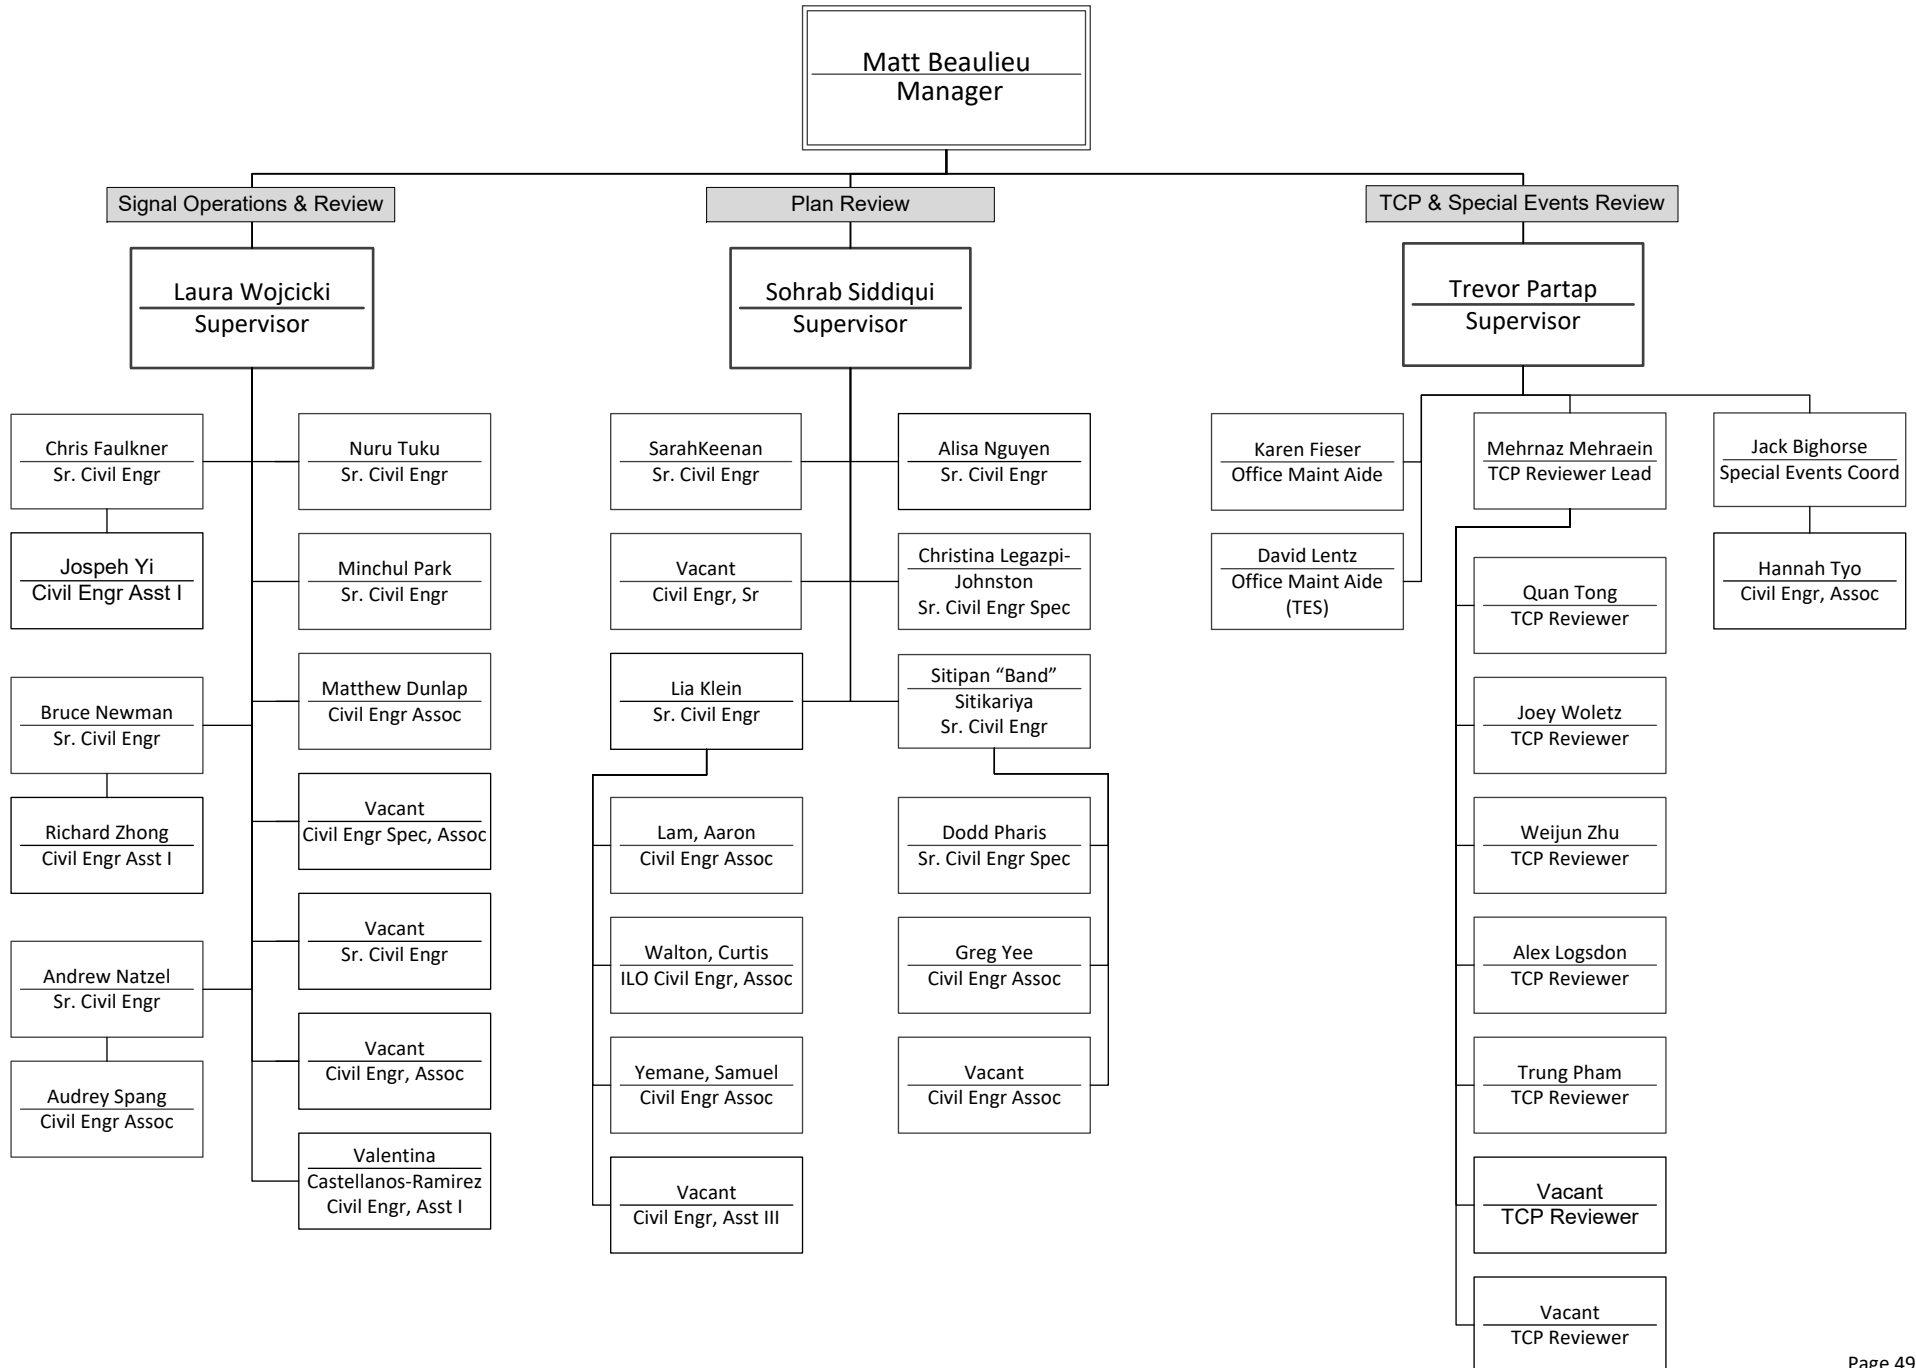 Matt Beaulieu
Manager
Signal Operations & Review
Plan Review
TCP & Special Events Review
Laura Wojcicki
Supervisor
Sohrab Siddiqui
Supervisor
Trevor Partap
Supervisor
Chris Faulkner
Sr. Civil Engr
Jospeh Yi
Civil Engr Asst I
Bruce Newman
Sr. Civil Engr
Richard Zhong
Civil Engr Asst I
Andrew Natzel
Sr. Civil Engr
Audrey Spang
Civil Engr Assoc
Nuru Tuku
Sr. Civil Engr
Minchul Park
Sr. Civil Engr
Matthew Dunlap
Civil Engr Assoc
Vacant
Civil Engr Spec, Assoc
Vacant
Sr. Civil Engr
Vacant
Civil Engr, Assoc
Valentina
Castellanos-Ramirez
Civil Engr, Asst I
SarahKeenan
Sr. Civil Engr
Vacant
Civil Engr, Sr
Lia Klein
Sr. Civil Engr
Lam, Aaron
Civil Engr Assoc
Walton, Curtis
ILO Civil Engr, Assoc
Yemane, Samuel
Civil Engr Assoc
Vacant
Civil Engr, Asst III
Alisa Nguyen
Sr. Civil Engr
Christina Legazpi-
Johnston
Sr. Civil Engr Spec
Sitipan “Band”
Sitikariya
Sr. Civil Engr
Dodd Pharis
Sr. Civil Engr Spec
Greg Yee
Civil Engr Assoc
Vacant
Civil Engr Assoc
Karen Fieser
Office Maint Aide
David Lentz
Office Maint Aide
(TES)
Mehrnaz Mehraein
TCP Reviewer Lead
Quan Tong
TCP Reviewer
Joey Woletz
TCP Reviewer
Weijun Zhu
TCP Reviewer
Alex Logsdon
TCP Reviewer
Trung Pham
TCP Reviewer
Vacant
TCP Reviewer
Vacant
TCP Reviewer
Jack Bighorse
Special Events Coord
Hannah Tyo
Civil Engr, Assoc
Page 49